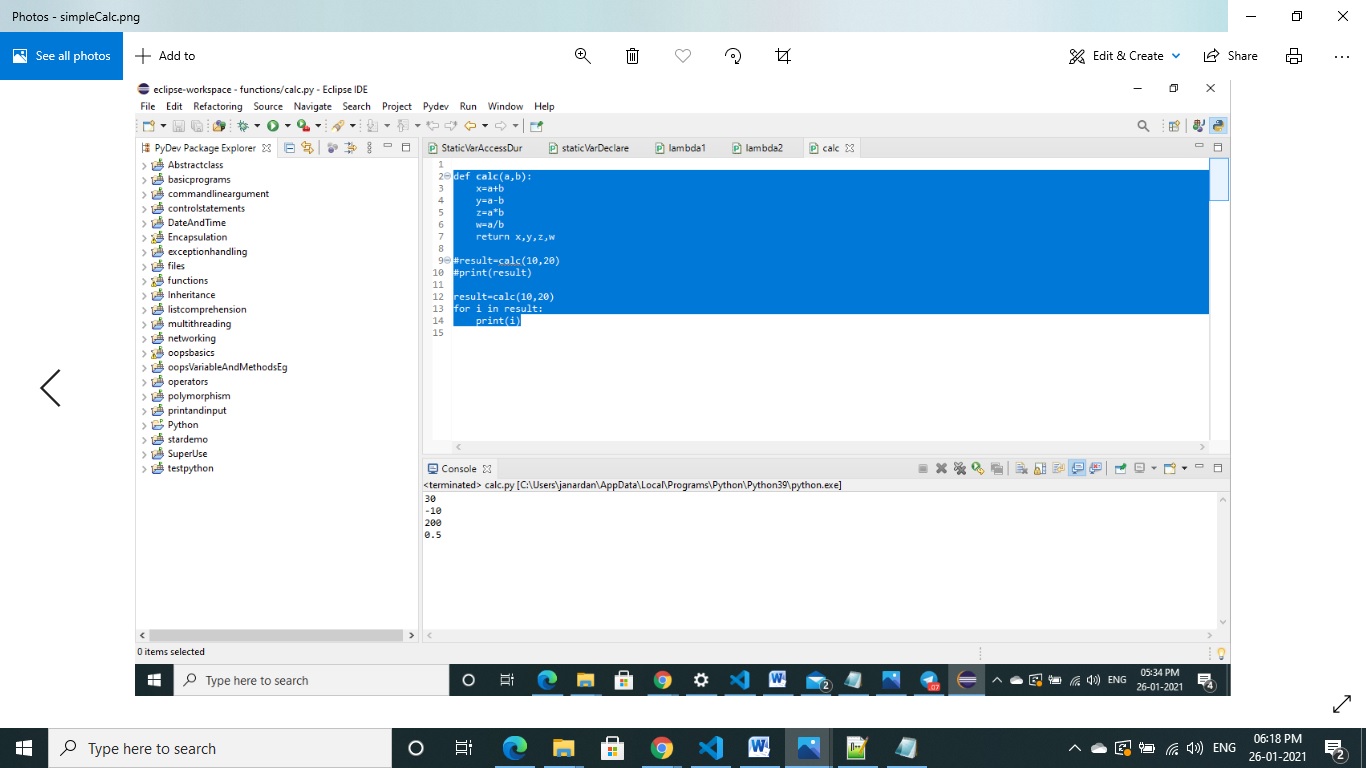 Photos - simpleCalc.png
See all photos
Add to
Edit & Create
Share
eclipse-workspace - functions/calc.py - Eclipse IDE
File Edit Refactoring Source Navigate Search Project Pydev Run Window Help
PyDev Package Explorer
StaticVarAccessDur staticVarDeclare lambda1 lambda2 calc
Abstractclass
basicprograms
commandlineargument
controlstatements
DateAndTime
Encapsulation
exceptionhandling
files
functions
Inheritance
listcomprehension
multithreading
networking
oopsbasics
oopsVariableAndMethodsEg
operators
polymorphism
printandinput
Python
stardemo
SuperUse
testpython
1
2 def calc(a,b):
3     x=a+b
4     y=a-b
5     z=a*b
6     w=a/b
7     return x,y,z,w
8
9 #result=calc(10,20)
10 #print(result)
11
12 result=calc(10,20)
13 for i in result:
14     print(i)
15
Console
<terminated> calc.py [C:\Users\janardan\AppData\Local\Programs\Python\Python39\python.exe]
30
-10
200
0.5
0 items selected
Type here to search
2
07
ENG
05:34 PM
26-01-2021
4
Type here to search
ENG
06:18 PM
26-01-2021
2